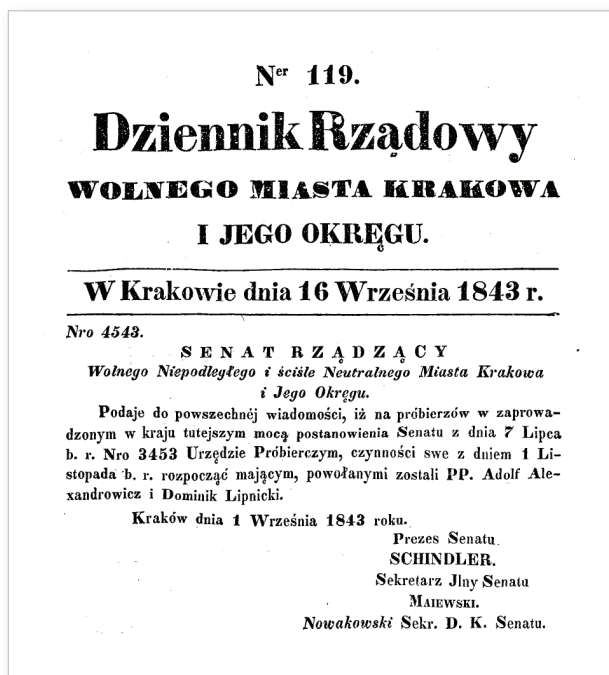 Ner 119.
Dziennik Rządowy
WOLNEGO MIASTA KRAKOWA
I JEGO OKRĘGU.
W Krakowie dnia 16 Września 1843 r.
Nro 4543.
SENAT RZĄDZĄCY
Wolnego Niepodległego i ściśle Neutralnego Miasta Krakowa
i Jego Okręgu.
Podaje do powszechnéj wiadomości, iż na próbierzów w zaprowa-
dzonym w kraju tutejszym mocą postanowienia Senatu z dnia 7 Lipca
b. r. Nro 3453 Urzędzie Próbierczym, czynności swe z dniem 1 Li-
stopada b. r. rozpocząć mającym, powołanymi zostali PP. Adolf Ale-
xandrowicz i Dominik Lipnicki.
Kraków dnia 1 Września 1843 roku.
Prezes Senatu
SCHINDLER.
Sekretarz Jlny Senatu
MAIEWSKI.
Nowakowski Sekr. D. K. Senatu.